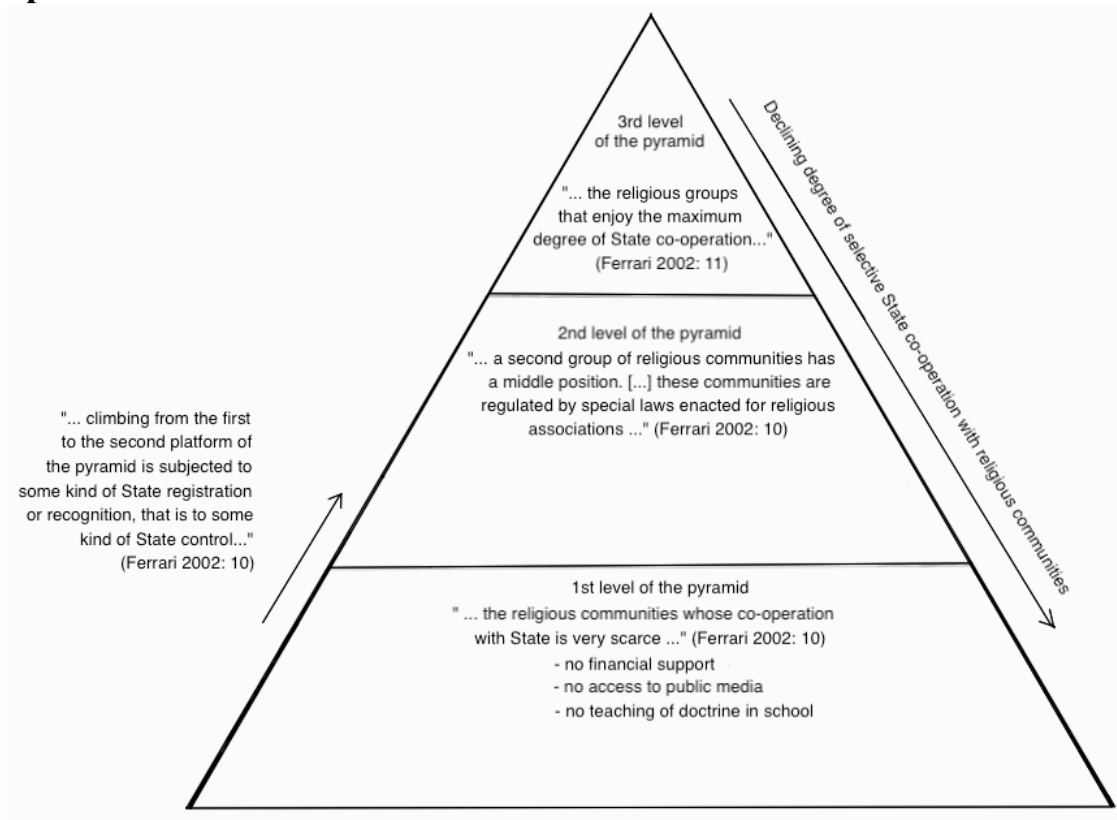 3rd level
of the pyramid
"... the religious groups
that enjoy the maximum
degree of State co-operation..."
(Ferrari 2002: 11)
Declining degree of selective State co-operation with religious communities
2nd level of the pyramid
"... a second group of religious communities has
a middle position. [...] these communities are
regulated by special laws enacted for religious
associations ..." (Ferrari 2002: 10)
"... climbing from the first
to the second platform of
the pyramid is subjected to
some kind of State registration
or recognition, that is to some
kind of State control..."
(Ferrari 2002: 10)
1st level of the pyramid
" ... the religious communities whose co-operation
with State is very scarce ..." (Ferrari 2002: 10)
- no financial support
- no access to public media
- no teaching of doctrine in school